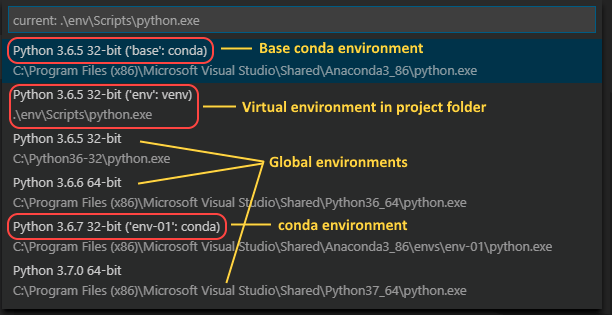 current: .\env\Scripts\python.exe
Python 3.6.5 32-bit ('base': conda)
Base conda environment
C:\Program Files (x86)\Microsoft Visual Studio\Shared\Anaconda3_86\python.exe
Python 3.6.5 32-bit ('env': venv)
Virtual environment in project folder
.\env\Scripts\python.exe
Python 3.6.5 32-bit
C:\Python36-32\python.exe
Global environments
Python 3.6.6 64-bit
C:\Program Files (x86)\Microsoft Visual Studio\Shared\Python36_64\python.exe
Python 3.6.7 32-bit ('env-01': conda)
conda environment
C:\Program Files (x86)\Microsoft Visual Studio\Shared\Anaconda3_86\envs\env-01\python.exe
Python 3.7.0 64-bit
C:\Program Files (x86)\Microsoft Visual Studio\Shared\Python37_64\python.exe